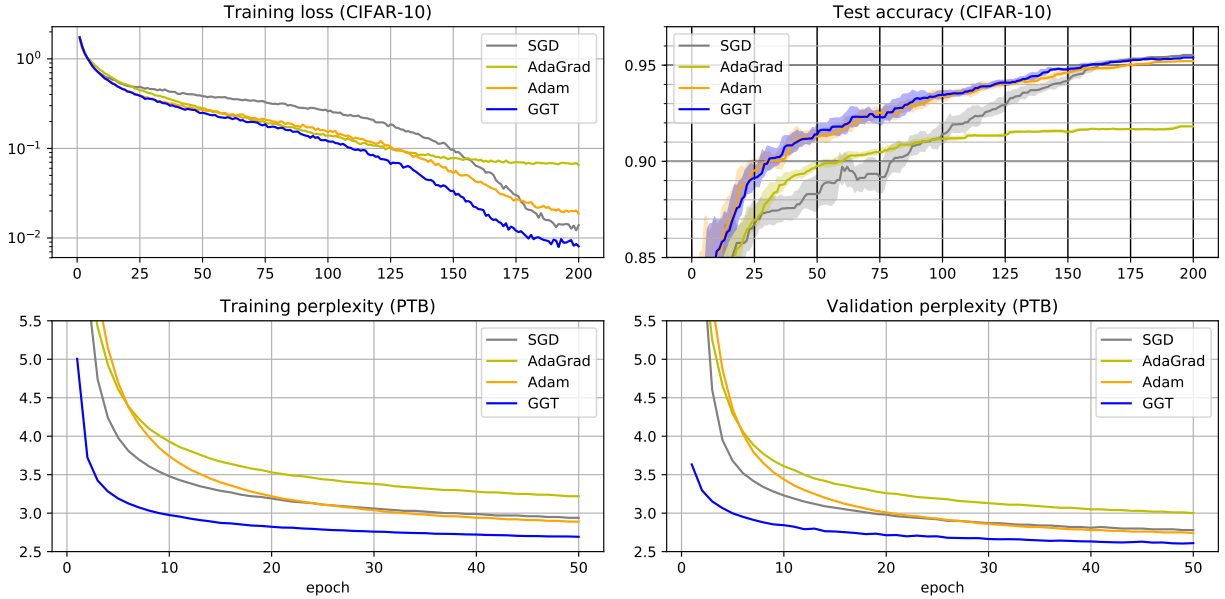 Training loss (CIFAR-10)
10⁰
10⁻¹
10⁻²
0 25 50 75 100 125 150 175 200
SGD
AdaGrad
Adam
GGT
Test accuracy (CIFAR-10)
0.95
0.90
0.85
0 25 50 75 100 125 150 175 200
SGD
AdaGrad
Adam
GGT
Training perplexity (PTB)
5.5
5.0
4.5
4.0
3.5
3.0
2.5
0 10 20 30 40 50
epoch
SGD
AdaGrad
Adam
GGT
Validation perplexity (PTB)
5.5
5.0
4.5
4.0
3.5
3.0
2.5
0 10 20 30 40 50
epoch
SGD
AdaGrad
Adam
GGT